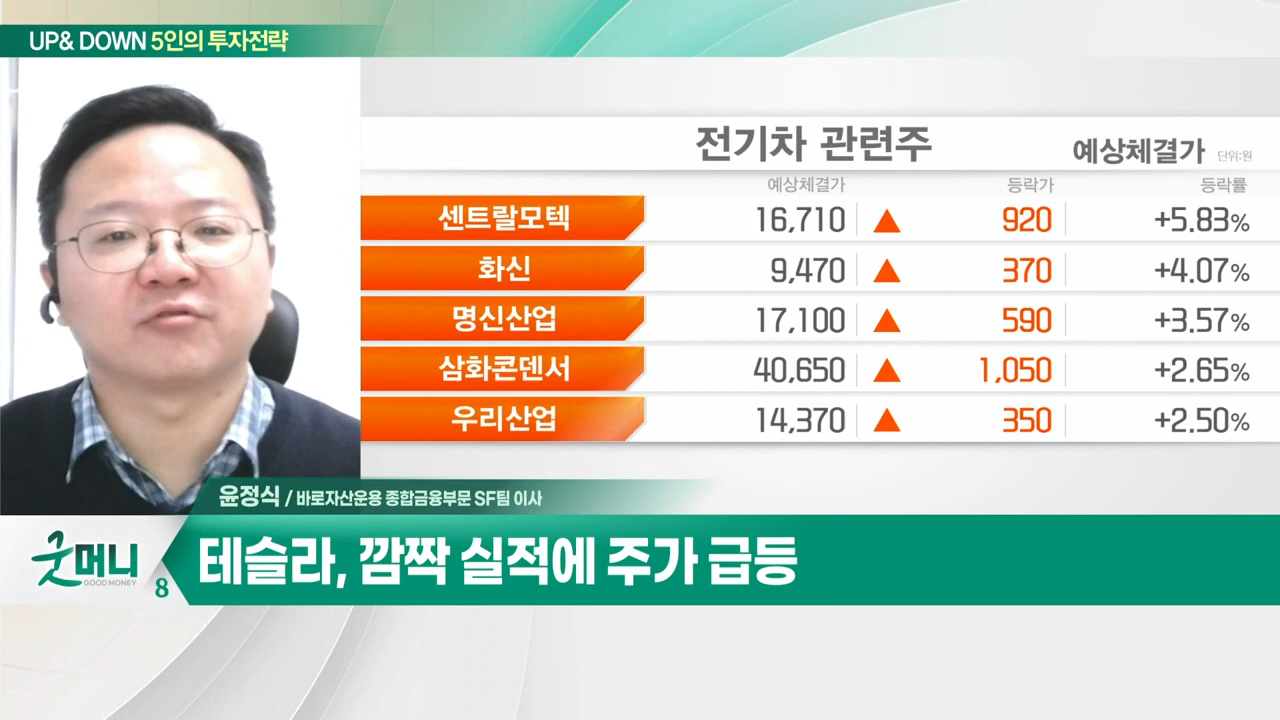 UP& DOWN 5인의 투자전략
전기차 관련주 예상체결가 단위:원
예상체결가 등락가 등락률
센트랄모텍 16,710 ▲ 920 +5.83%
화신 9,470 ▲ 370 +4.07%
명신산업 17,100 ▲ 590 +3.57%
삼화콘덴서 40,650 ▲ 1,050 +2.65%
우리산업 14,370 ▲ 350 +2.50%
윤정식 / 바로자산운용 종합금융부문 SF팀 이사
굿머니
GOOD MONEY
8
테슬라, 깜짝 실적에 주가 급등